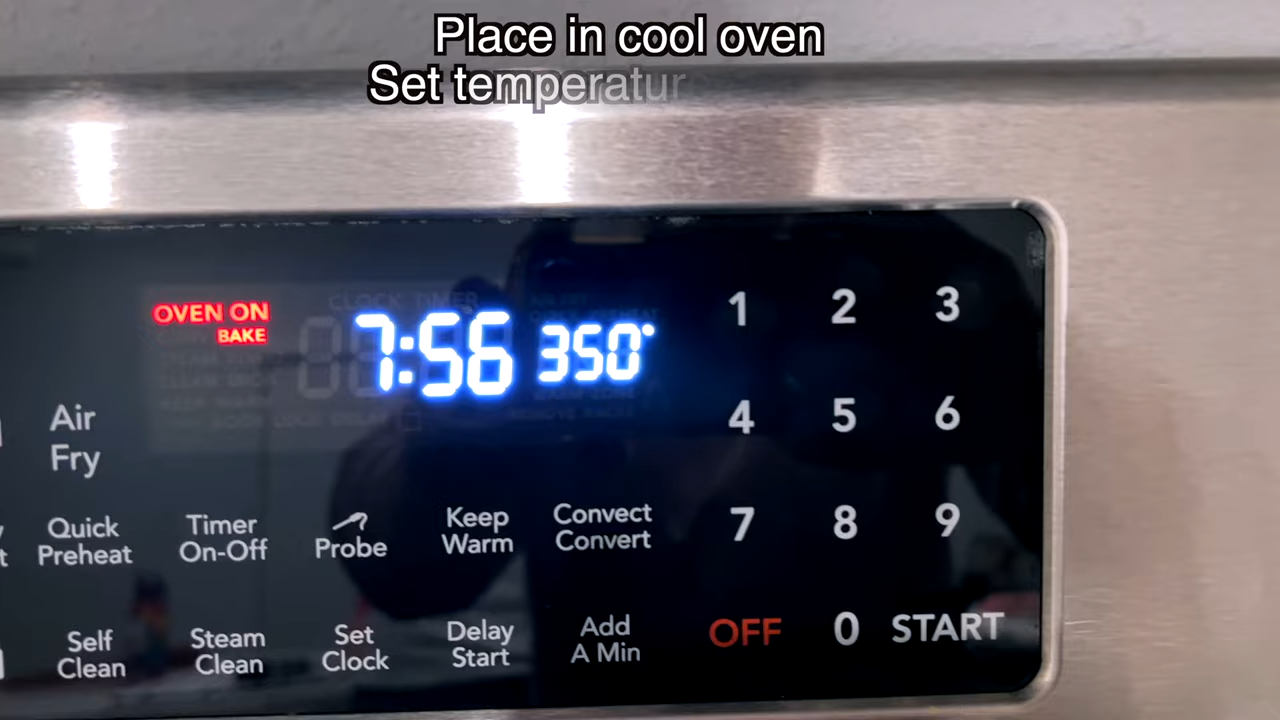 Place in cool oven
Set temperatur
OVEN ON
BAKE
CLOCK TIMER
7:56 350°
1 2 3
Air
Fry
4 5 6
Quick
Preheat
Timer
On-Off
Probe
Keep
Warm
Convect
Convert
7 8 9
Self
Clean
Steam
Clean
Set
Clock
Delay
Start
Add
A Min
OFF
0
START